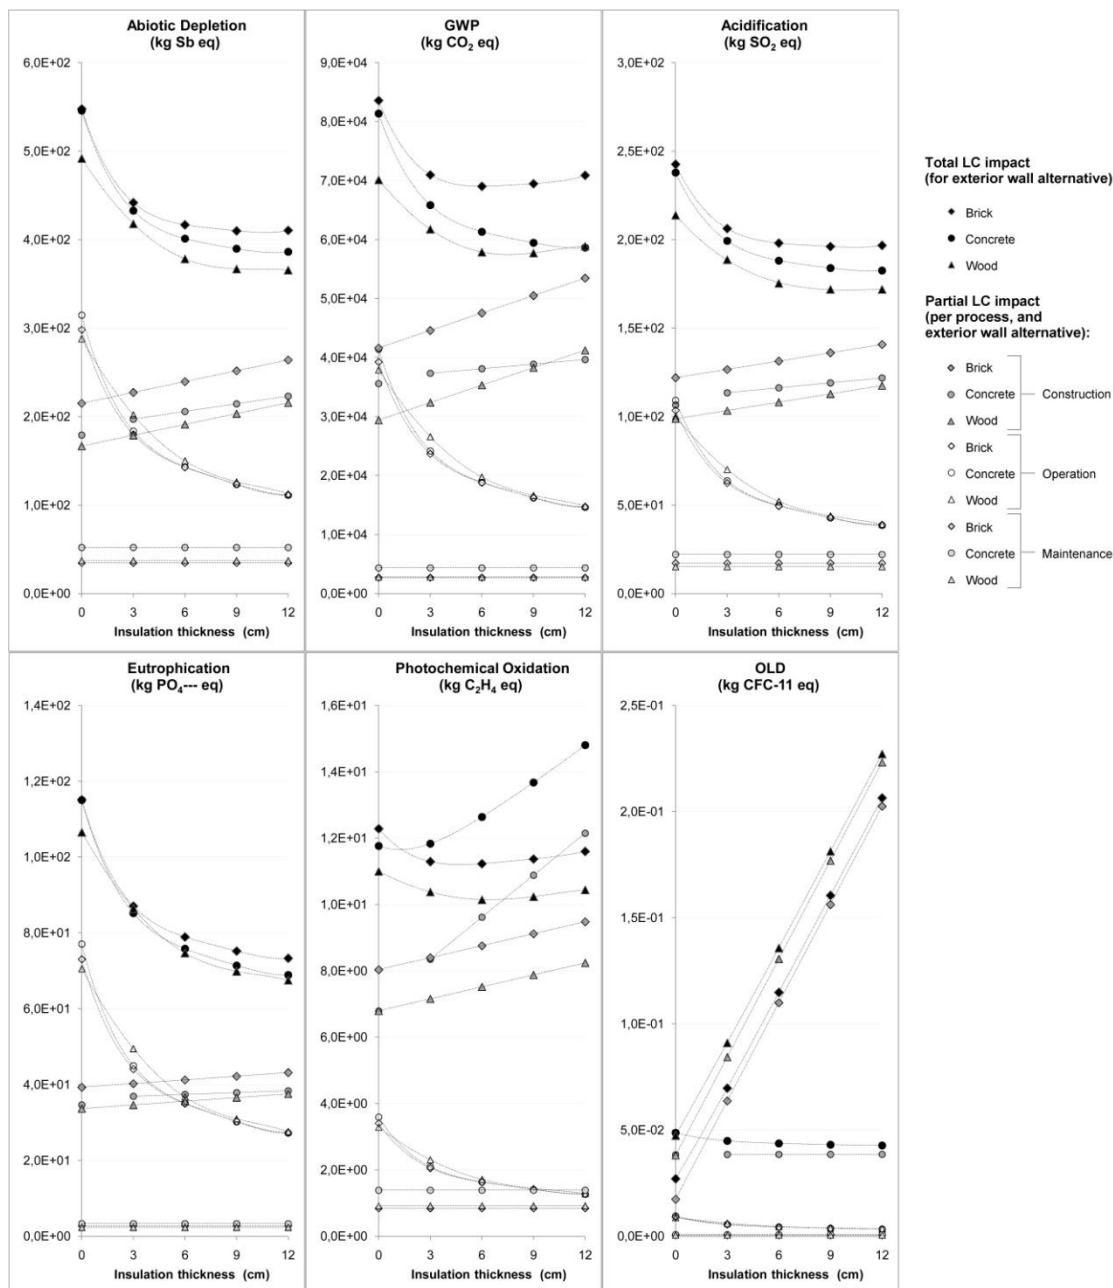 Abiotic Depletion
(kg Sb eq)
6,0E+02
5,0E+02
4,0E+02
3,0E+02
2,0E+02
1,0E+02
0,0E+00
0 3 6 9 12
Insulation thickness (cm)
GWP
(kg CO2 eq)
9,0E+04
8,0E+04
7,0E+04
6,0E+04
5,0E+04
4,0E+04
3,0E+04
2,0E+04
1,0E+04
0,0E+00
0 3 6 9 12
Insulation thickness (cm)
Acidification
(kg SO2 eq)
3,0E+02
2,5E+02
2,0E+02
1,5E+02
1,0E+02
5,0E+01
0,0E+00
0 3 6 9 12
Insulation thickness (cm)
Total LC impact
(for exterior wall alternative)
Brick
Concrete
Wood
Partial LC impact
(per process, and
exterior wall alternative):
Brick
Concrete Construction
Wood
Brick
Concrete Operation
Wood
Brick
Concrete Maintenance
Wood
Eutrophication
(kg PO4--- eq)
1,4E+02
1,2E+02
1,0E+02
8,0E+01
6,0E+01
4,0E+01
2,0E+01
0,0E+00
0 3 6 9 12
Insulation thickness (cm)
Photochemical Oxidation
(kg C2H4 eq)
1,6E+01
1,4E+01
1,2E+01
1,0E+01
8,0E+00
6,0E+00
4,0E+00
2,0E+00
0,0E+00
0 3 6 9 12
Insulation thickness (cm)
OLD
(kg CFC-11 eq)
2,5E-01
2,0E-01
1,5E-01
1,0E-01
5,0E-02
0,0E+00
0 3 6 9 12
Insulation thickness (cm)